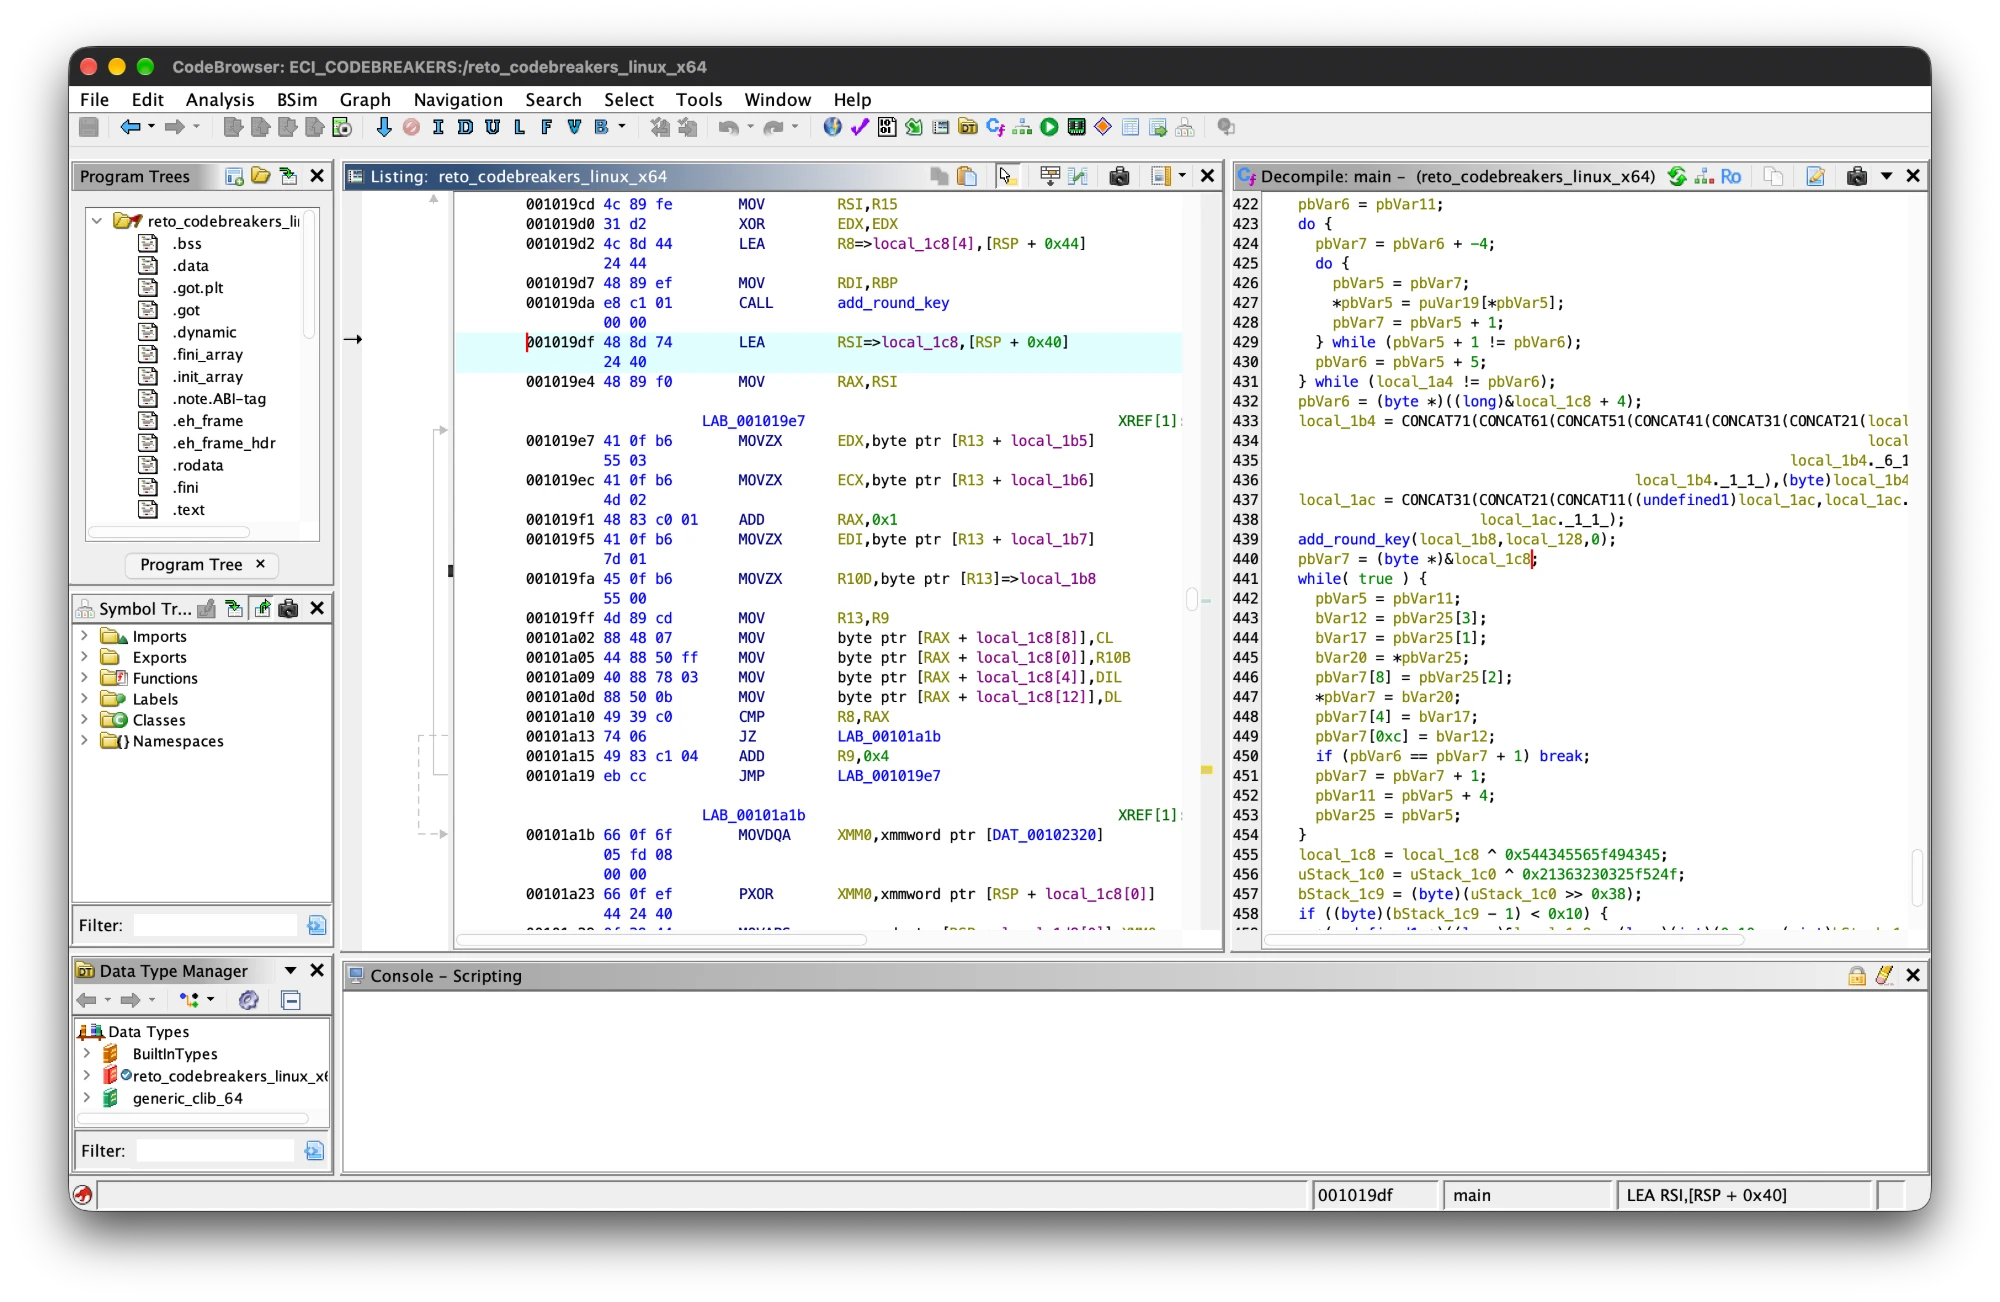 CodeBrowser: ECI_CODEBREAKERS:/reto_codebreakers_linux_x64
File Edit Analysis BSim Graph Navigation Search Select Tools Window Help
I D U L F V B
Program Trees
reto_codebreakers_li
.bss
.data
.got.plt
.got
.dynamic
.fini_array
.init_array
.note.ABI-tag
.eh_frame
.eh_frame_hdr
.rodata
.fini
.text
Program Tree ×
Symbol Tr...
Imports
Exports
Functions
Labels
Classes
Namespaces
Filter:
Data Type Manager
Data Types
BuiltInTypes
reto_codebreakers_linux_x6
generic_clib_64
Filter:
Listing: reto_codebreakers_linux_x64
001019cd 4c 89 fe MOV RSI,R15
001019d0 31 d2 XOR EDX,EDX
001019d2 4c 8d 44 LEA R8=>local_1c8[4],[RSP + 0x44]
24 44
001019d7 48 89 ef MOV RDI,RBP
001019da e8 c1 01 CALL add_round_key
00 00
001019df 48 8d 74 LEA RSI=>local_1c8,[RSP + 0x40]
24 40
001019e4 48 89 f0 MOV RAX,RSI
LAB_001019e7 XREF[1]:
001019e7 41 0f b6 MOVZX EDX,byte ptr [R13 + local_1b5]
55 03
001019ec 41 0f b6 MOVZX ECX,byte ptr [R13 + local_1b6]
4d 02
001019f1 48 83 c0 01 ADD RAX,0x1
001019f5 41 0f b6 MOVZX EDI,byte ptr [R13 + local_1b7]
7d 01
001019fa 45 0f b6 MOVZX R10D,byte ptr [R13]=>local_1b8
55 00
001019ff 4d 89 cd MOV R13,R9
00101a02 88 48 07 MOV byte ptr [RAX + local_1c8[8]],CL
00101a05 44 88 50 ff MOV byte ptr [RAX + local_1c8[0]],R10B
00101a09 40 88 78 03 MOV byte ptr [RAX + local_1c8[4]],DIL
00101a0d 88 50 0b MOV byte ptr [RAX + local_1c8[12]],DL
00101a10 49 39 c0 CMP R8,RAX
00101a13 74 06 JZ LAB_00101a1b
00101a15 49 83 c1 04 ADD R9,0x4
00101a19 eb cc JMP LAB_001019e7
LAB_00101a1b XREF[1]:
00101a1b 66 0f 6f MOVDQA XMM0,xmmword ptr [DAT_00102320]
05 fd 08
00 00
00101a23 66 0f ef PXOR XMM0,xmmword ptr [RSP + local_1c8[0]]
44 24 40
Decompile: main - (reto_codebreakers_linux_x64) Ro
422 pbVar6 = pbVar11;
423 do {
424 pbVar7 = pbVar6 + -4;
425 do {
426 pbVar5 = pbVar7;
427 *pbVar5 = puVar19[*pbVar5];
428 pbVar7 = pbVar5 + 1;
429 } while (pbVar5 + 1 != pbVar6);
430 pbVar6 = pbVar5 + 5;
431 } while (local_1a4 != pbVar6);
432 pbVar6 = (byte *)((long)&local_1c8 + 4);
433 local_1b4 = CONCAT71(CONCAT61(CONCAT51(CONCAT41(CONCAT31(CONCAT21(local
434 local
435 local_1b4._6_1
436 local_1b4._1_1_),(byte)local_1b4
437 local_1ac = CONCAT31(CONCAT21(CONCAT11((undefined1)local_1ac,local_1ac.
438 local_1ac._1_1_);
439 add_round_key(local_1b8,local_128,0);
440 pbVar7 = (byte *)&local_1c8;
441 while( true ) {
442 pbVar5 = pbVar11;
443 bVar12 = pbVar25[3];
444 bVar17 = pbVar25[1];
445 bVar20 = *pbVar25;
446 pbVar7[8] = pbVar25[2];
447 *pbVar7 = bVar20;
448 pbVar7[4] = bVar17;
449 pbVar7[0xc] = bVar12;
450 if (pbVar6 == pbVar7 + 1) break;
451 pbVar7 = pbVar7 + 1;
452 pbVar11 = pbVar5 + 4;
453 pbVar25 = pbVar5;
454 }
455 local_1c8 = local_1c8 ^ 0x544345565f494345;
456 uStack_1c0 = uStack_1c0 ^ 0x21363230325f524f;
457 bStack_1c9 = (byte)(uStack_1c0 >> 0x38);
458 if ((byte)(bStack_1c9 - 1) < 0x10) {
Console - Scripting
001019df main LEA RSI,[RSP + 0x40]